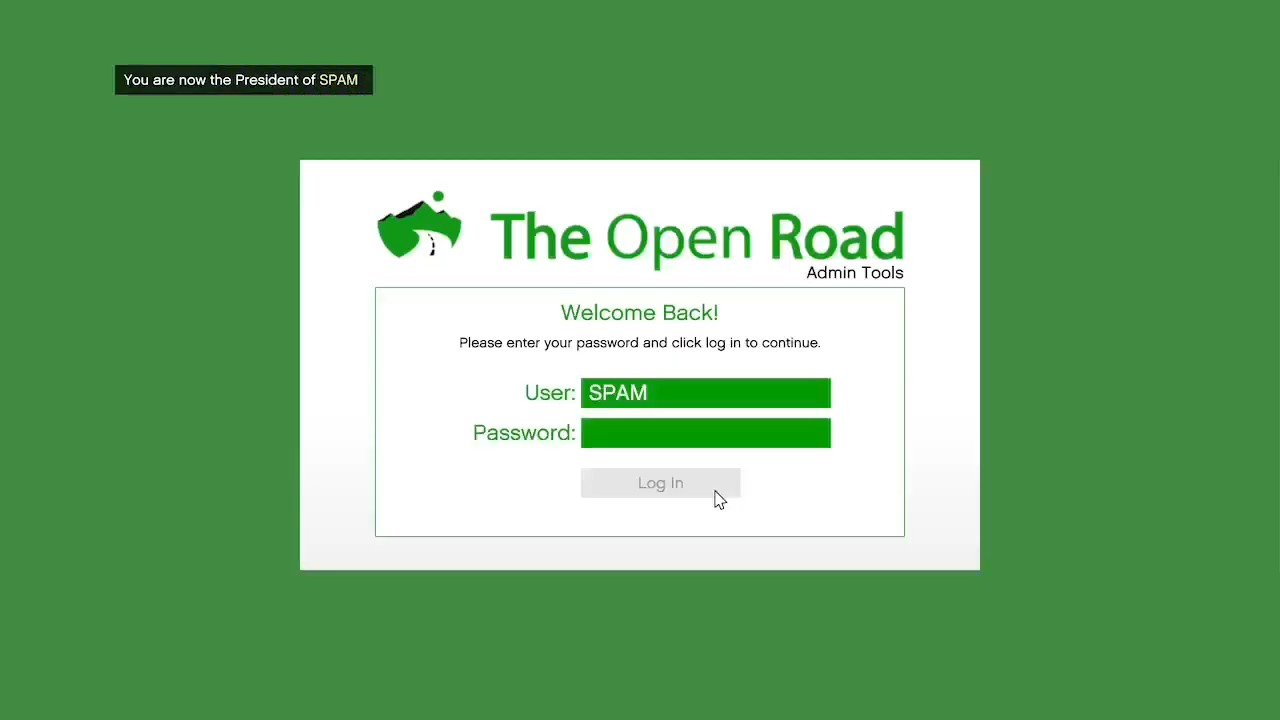 You are now the President of SPAM
The Open Road
Admin Tools
Welcome Back!
Please enter your password and click log in to continue.
User: SPAM
Password:
Log In